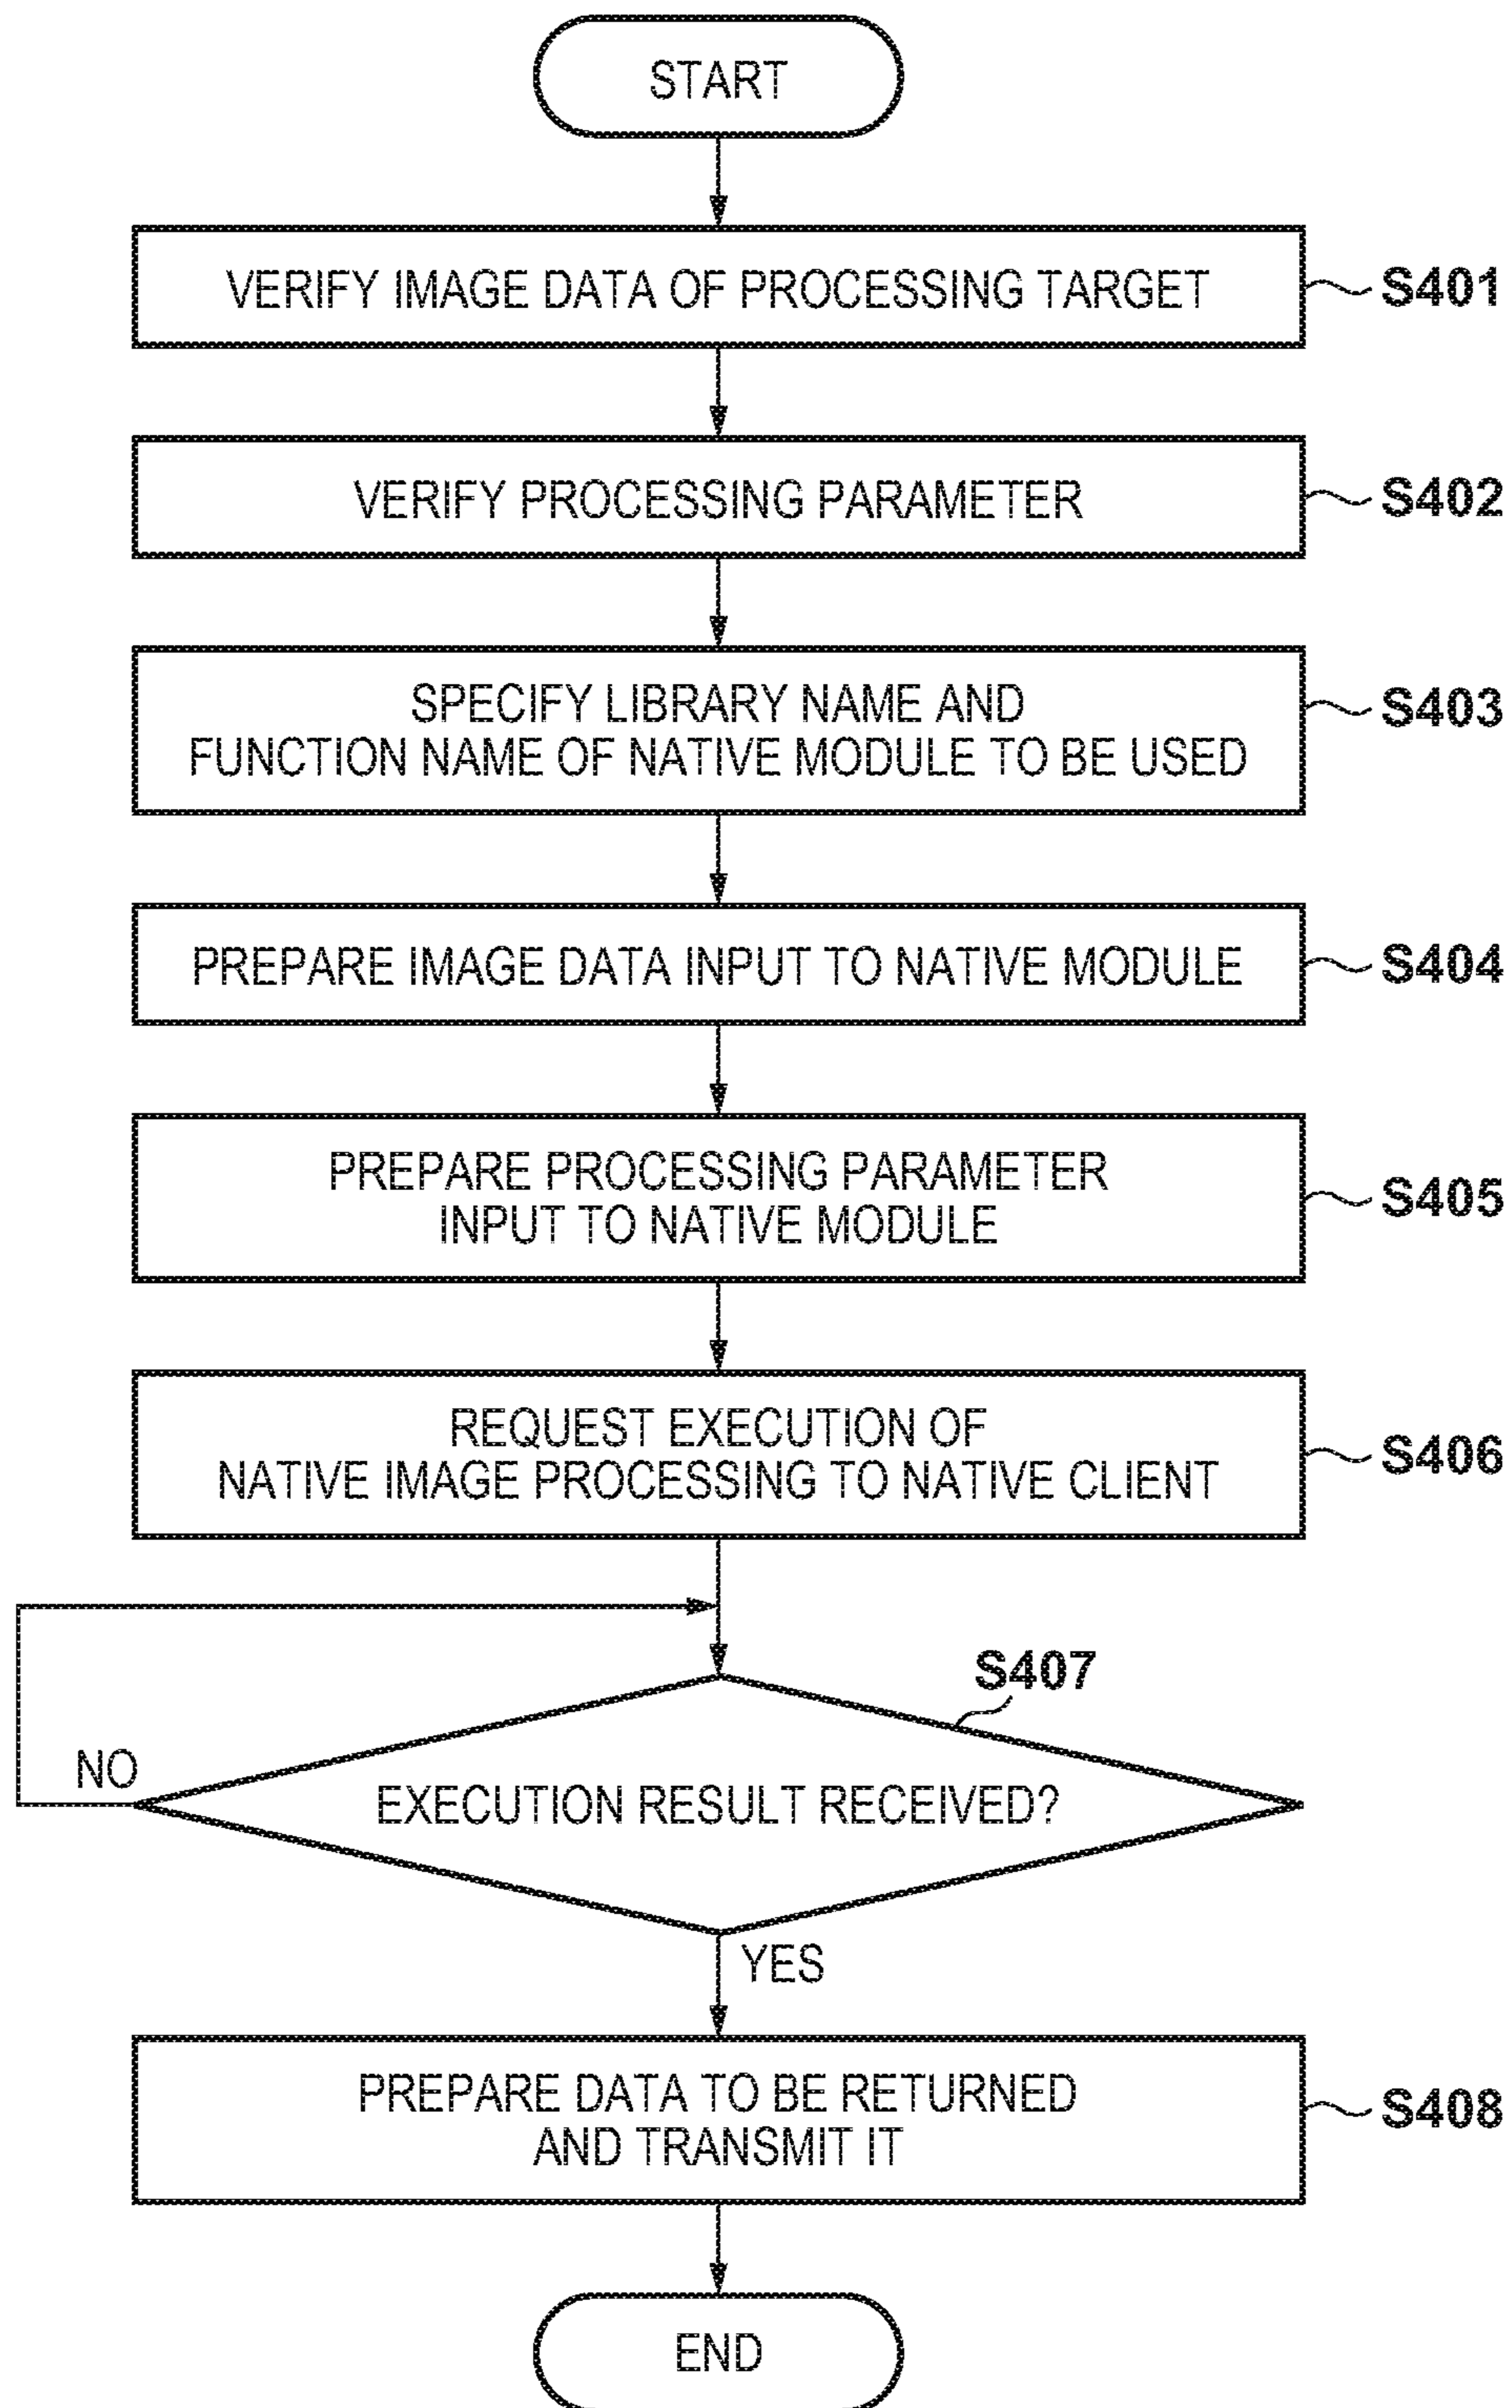 START
VERIFY IMAGE DATA OF PROCESSING TARGET
S401
VERIFY PROCESSING PARAMETER
S402
SPECIFY LIBRARY NAME AND
FUNCTION NAME OF NATIVE MODULE TO BE USED
S403
PREPARE IMAGE DATA INPUT TO NATIVE MODULE
S404
PREPARE PROCESSING PARAMETER
INPUT TO NATIVE MODULE
S405
REQUEST EXECUTION OF
NATIVE IMAGE PROCESSING TO NATIVE CLIENT
S406
S407
NO
EXECUTION RESULT RECEIVED?
YES
PREPARE DATA TO BE RETURNED
AND TRANSMIT IT
S408
END